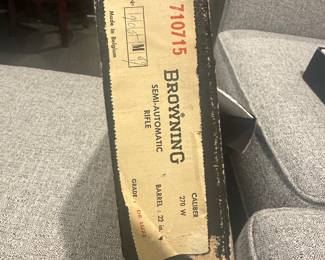 710715
Made in Belgium
BROWNING
SEMI-AUTOMATIC
RIFLE
CALIBER
270 W
BARREL - 22 in.
GRADE :